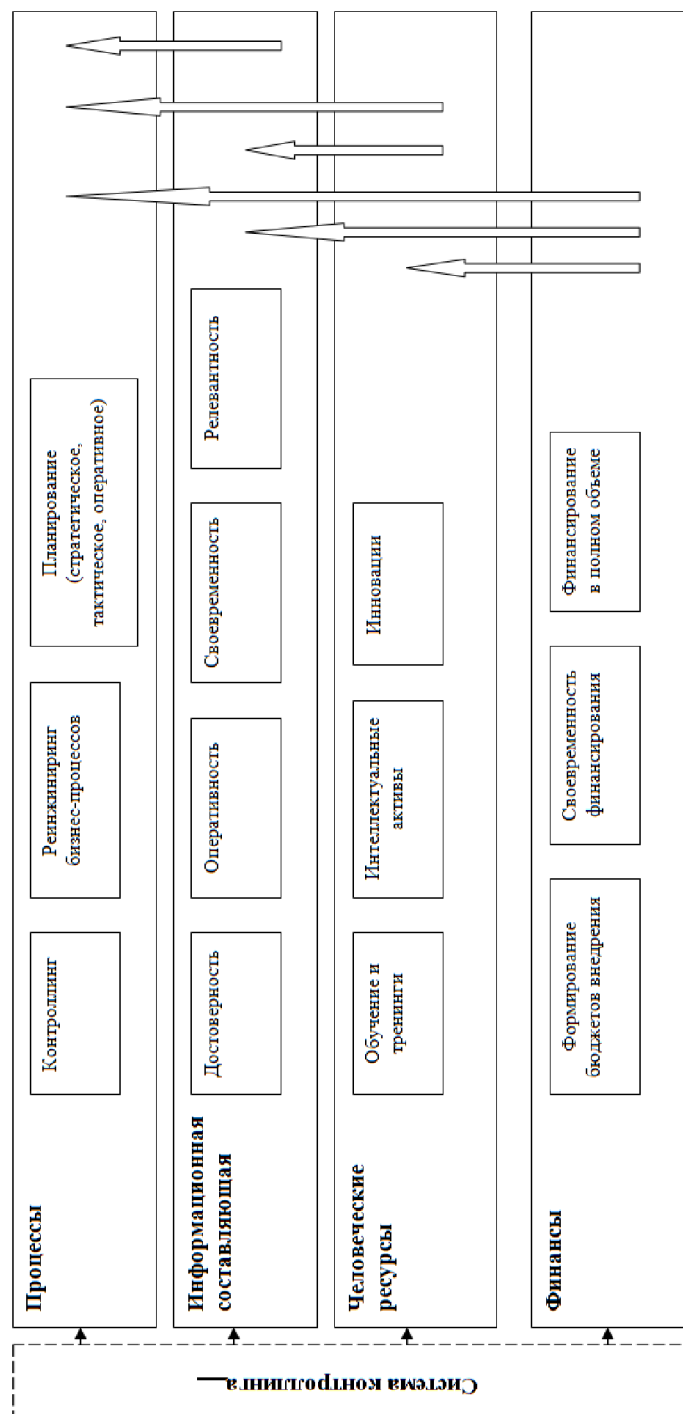 Процессы
Контроллинг
Реинжиниринг
бизнес-процессов
Планирование
(стратегическое,
тактическое, оперативное)
Информационная
составляющая
Достоверность
Оперативность
Своевременность
Релевантность
Человеческие
ресурсы
Обучение и
тренинги
Интеллектуальные
активы
Инновации
Финансы
Формирование
бюджетов внедрения
Своевременность
финансирования
Финансирование
в полном объеме
Система контроллинга